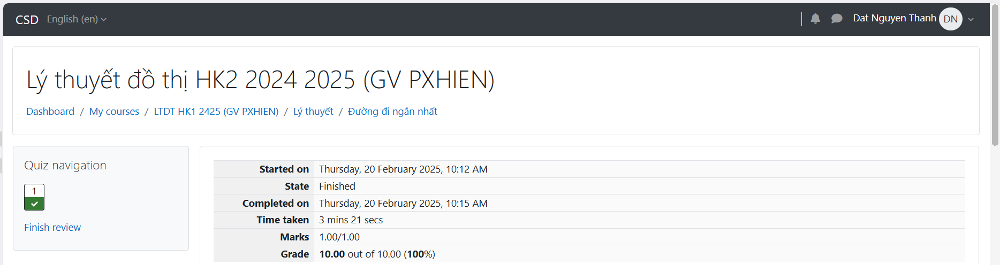 CSD English (en) Dat Nguyen Thanh DN
Lý thuyết đồ thị HK2 2024 2025 (GV PXHIEN)
Dashboard / My courses / LTDT HK1 2425 (GV PXHIEN) / Lý thuyết / Đường đi ngắn nhất
Quiz navigation
1
Finish review
Started on Thursday, 20 February 2025, 10:12 AM
State Finished
Completed on Thursday, 20 February 2025, 10:15 AM
Time taken 3 mins 21 secs
Marks 1.00/1.00
Grade 10.00 out of 10.00 (100%)